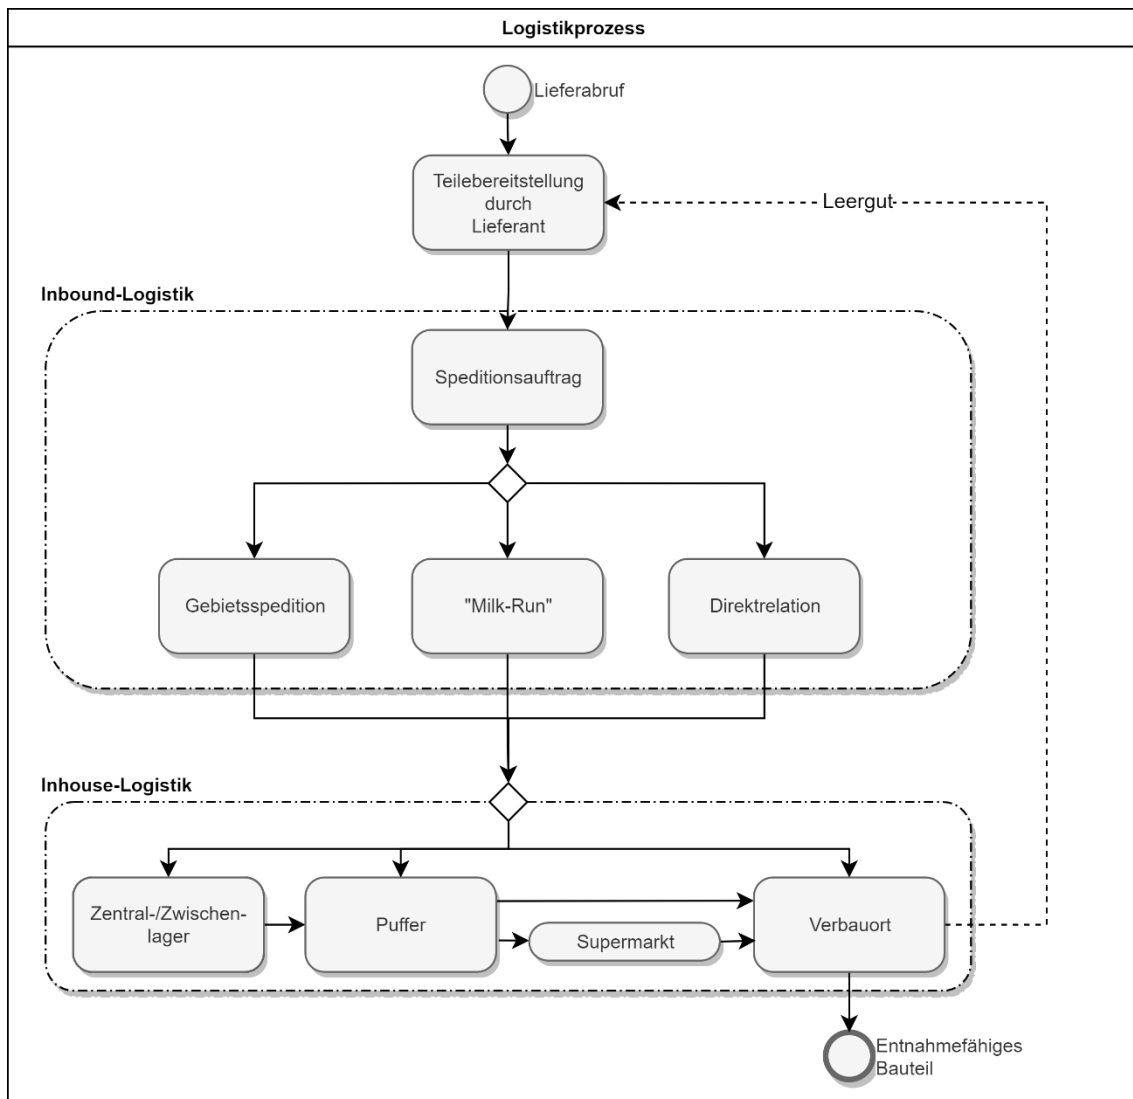 Logistikprozess
Lieferabruf
Teilebereitstellung
durch
Lieferant
Leergut
Inbound-Logistik
Speditionsauftrag
Gebietsspedition
"Milk-Run"
Direktrelation
Inhouse-Logistik
Zentral-/Zwischen-
lager
Puffer
Supermarkt
Verbauort
Entnahmefähiges
Bauteil